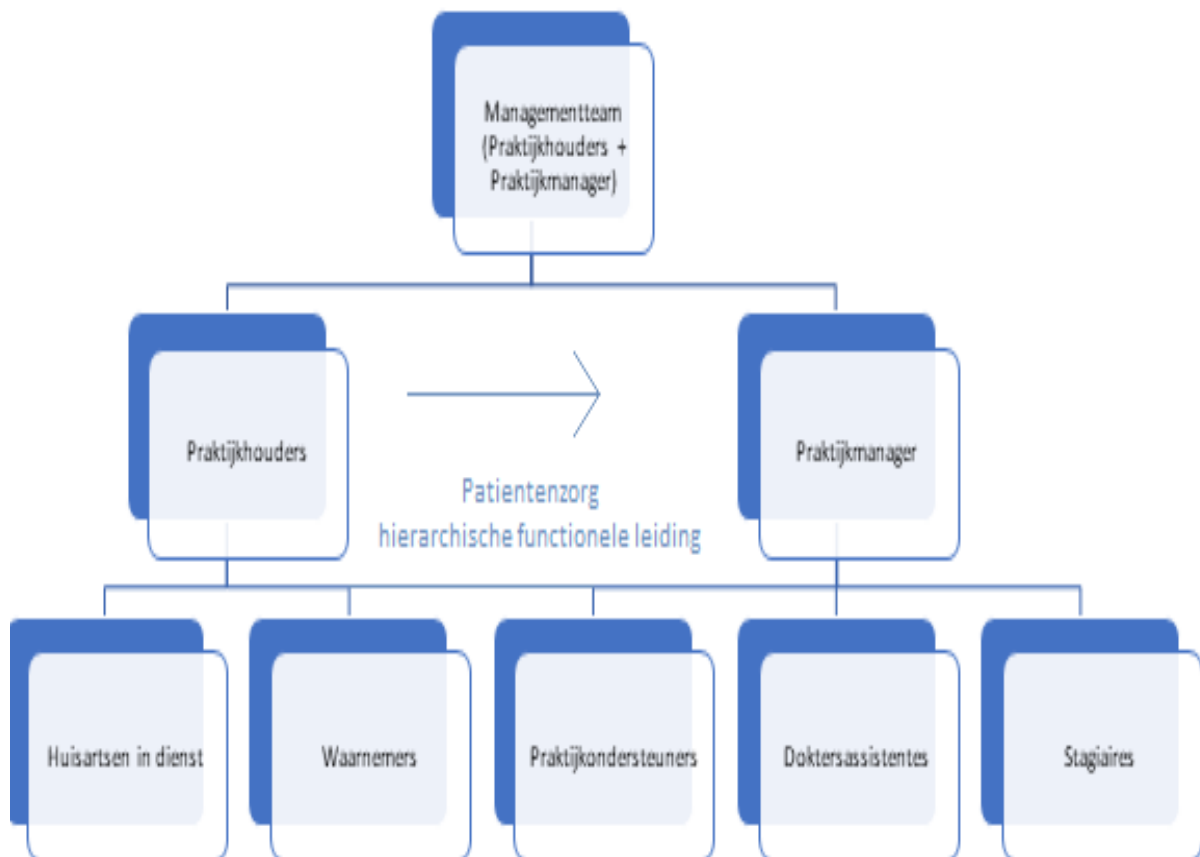 Managementteam
(Praktijkhouders +
Praktijkmanager)
Praktijkhouders
Praktijkmanager
Patientenzorg
hierarchische functionele leiding
Huisartsen in dienst
Waarnemers
Praktijkondersteuners
Doktersassistentes
Stagiaires